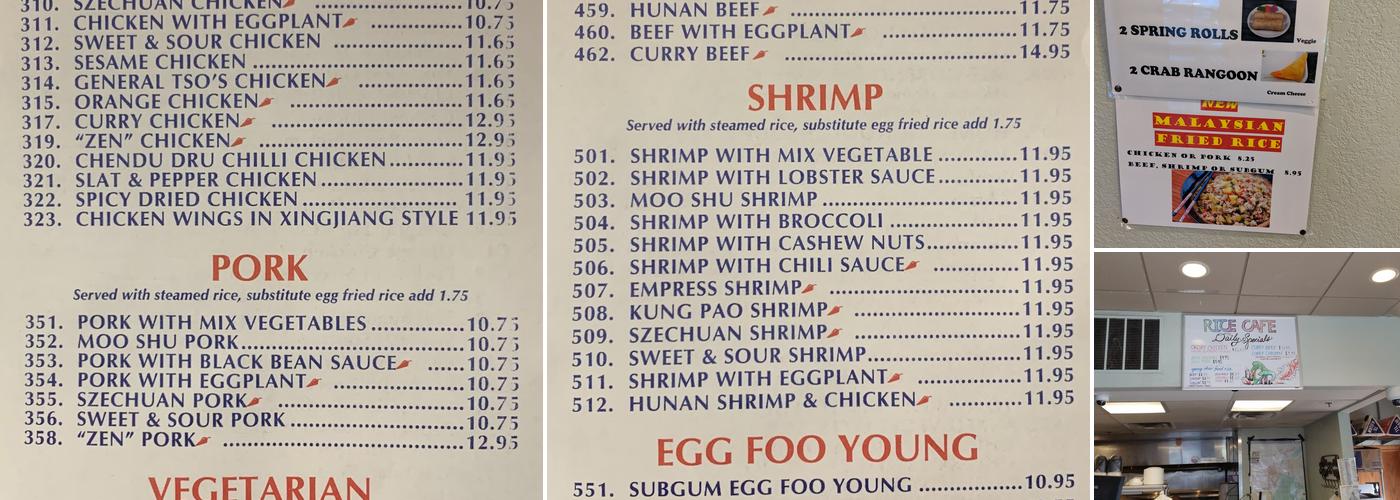 310. SZECHUAN CHICKEN ..... 10.75
311. CHICKEN WITH EGGPLANT ..... 10.75
312. SWEET & SOUR CHICKEN ..... 11.65
313. SESAME CHICKEN ..... 11.65
314. GENERAL TSO'S CHICKEN ..... 11.65
315. ORANGE CHICKEN ..... 11.65
317. CURRY CHICKEN ..... 12.95
319. "ZEN" CHICKEN ..... 12.95
320. CHENDU DRU CHILLI CHICKEN ..... 11.95
321. SLAT & PEPPER CHICKEN ..... 11.95
322. SPICY DRIED CHICKEN ..... 11.95
323. CHICKEN WINGS IN XINGJIANG STYLE 11.95
PORK
Served with steamed rice, substitute egg fried rice add 1.75
351. PORK WITH MIX VEGETABLES ..... 10.75
352. MOO SHU PORK ..... 10.75
353. PORK WITH BLACK BEAN SAUCE ..... 10.75
354. PORK WITH EGGPLANT ..... 10.75
355. SZECHUAN PORK ..... 10.75
356. SWEET & SOUR PORK ..... 10.75
358. "ZEN" PORK ..... 12.95
VEGETARIAN
459. HUNAN BEEF ..... 11.75
460. BEEF WITH EGGPLANT ..... 11.75
462. CURRY BEEF ..... 14.95
SHRIMP
Served with steamed rice, substitute egg fried rice add 1.75
501. SHRIMP WITH MIX VEGETABLE ..... 11.95
502. SHRIMP WITH LOBSTER SAUCE ..... 11.95
503. MOO SHU SHRIMP ..... 11.95
504. SHRIMP WITH BROCCOLI ..... 11.95
505. SHRIMP WITH CASHEW NUTS ..... 11.95
506. SHRIMP WITH CHILI SAUCE ..... 11.95
507. EMPRESS SHRIMP ..... 11.95
508. KUNG PAO SHRIMP ..... 11.95
509. SZECHUAN SHRIMP ..... 11.95
510. SWEET & SOUR SHRIMP ..... 11.95
511. SHRIMP WITH EGGPLANT ..... 11.95
512. HUNAN SHRIMP & CHICKEN ..... 11.95
EGG FOO YOUNG
551. SUBGUM EGG FOO YOUNG ..... 10.95
2 SPRING ROLLS
Veggie
2 CRAB RANGOON
Cream Cheese
NEW
MALAYSIAN
FRIED RICE
CHICKEN OR PORK 8.25
BEEF, SHRIMP OR SUBGUM 8.95
RICE CAFE
Daily Specials